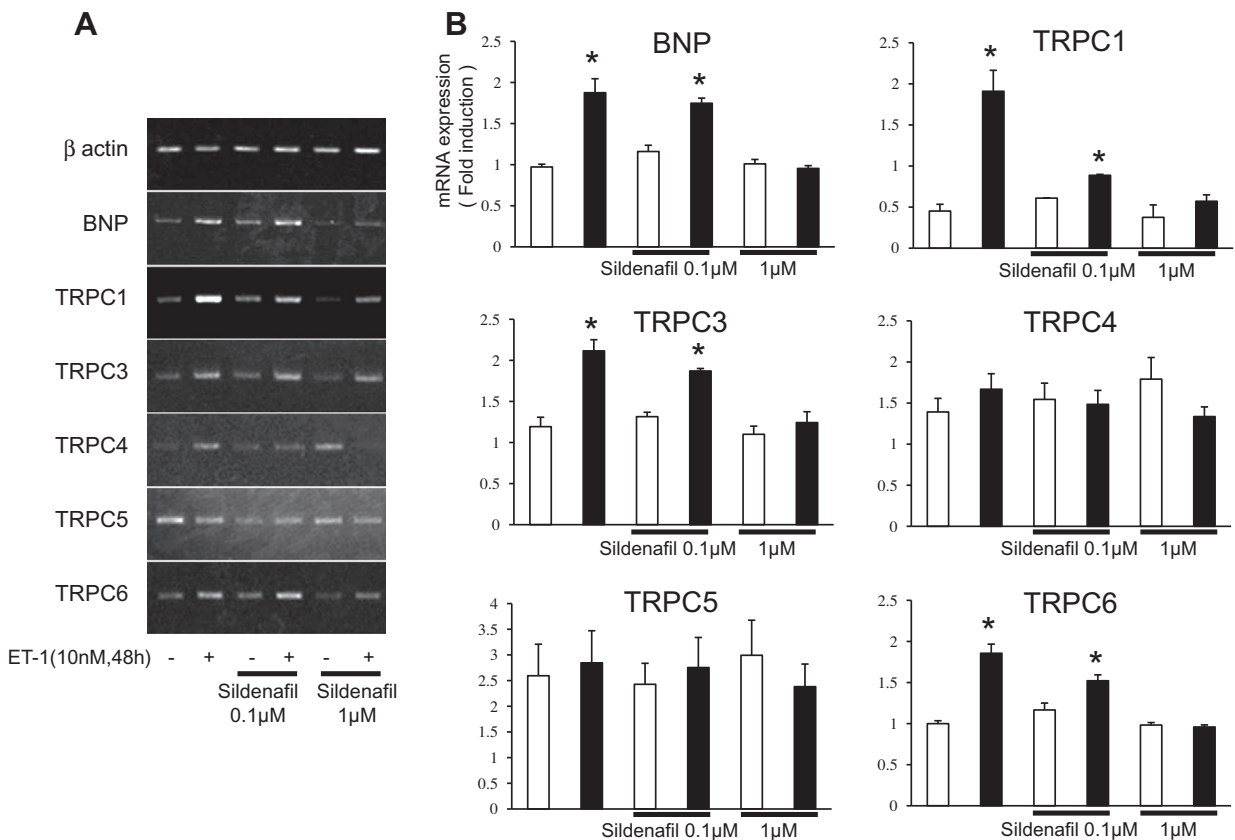 A
β actin
BNP
TRPC1
TRPC3
TRPC4
TRPC5
TRPC6
ET-1(10nM,48h) - + - + - +
Sildenafil Sildenafil
0.1µM 1µM
B
BNP
mRNA expression
( Fold induction )
2.5
2
1.5
1
0.5
0
* *
Sildenafil 0.1µM 1µM
TRPC1
2.5
2
1.5
1
0.5
0
* *
Sildenafil 0.1µM 1µM
TRPC3
2.5
2
1.5
1
0.5
0
* *
Sildenafil 0.1µM 1µM
TRPC4
2.5
2
1.5
1
0.5
0
Sildenafil 0.1µM 1µM
TRPC5
4
3.5
3
2.5
2
1.5
1
0.5
0
Sildenafil 0.1µM 1µM
TRPC6
2.5
2
1.5
1
0.5
0
* *
Sildenafil 0.1µM 1µM